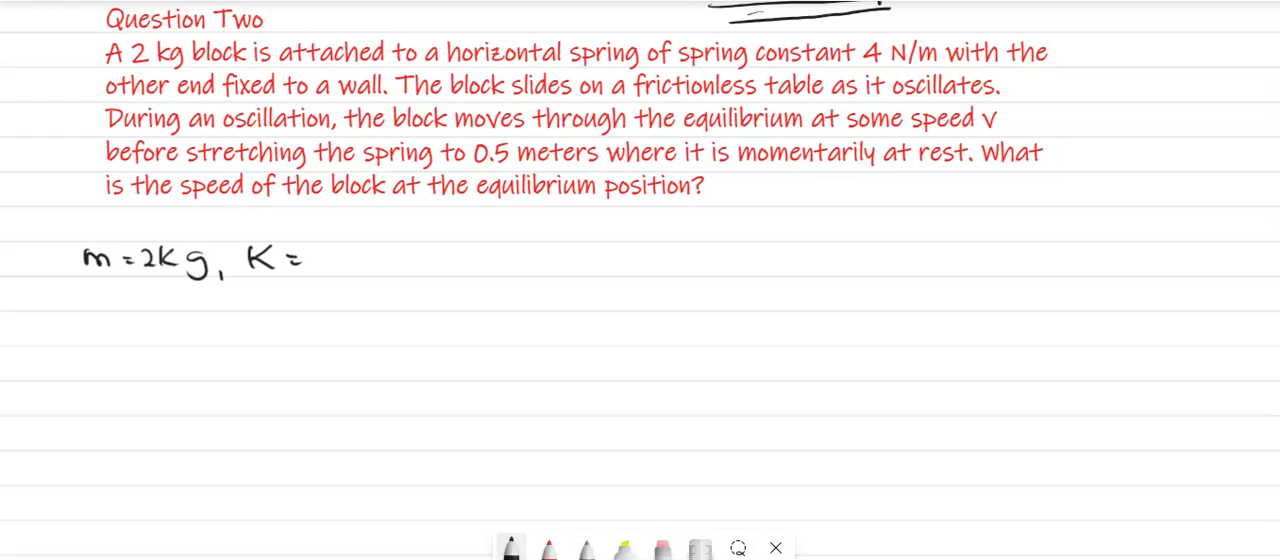 Question Two
A 2 kg block is attached to a horizontal spring of spring constant 4 N/m with the
other end fixed to a wall. The block slides on a frictionless table as it oscillates.
During an oscillation, the block moves through the equilibrium at some speed v
before stretching the spring to 0.5 meters where it is momentarily at rest. What
is the speed of the block at the equilibrium position?
m = 2Kg, K =